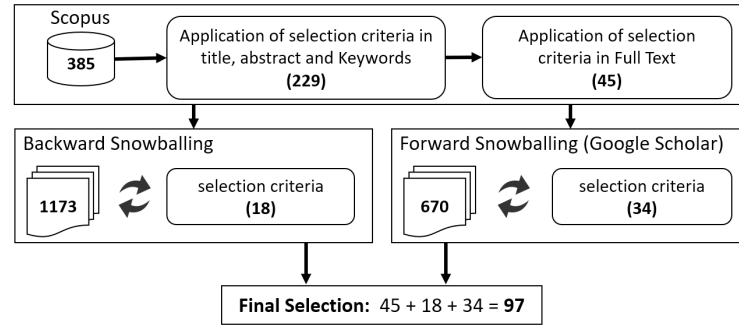 Scopus
385
Application of selection criteria in
title, abstract and Keywords
(229)
Application of selection
criteria in Full Text
(45)
Backward Snowballing
1173
selection criteria
(18)
Forward Snowballing (Google Scholar)
670
selection criteria
(34)
Final Selection: 45 + 18 + 34 = 97